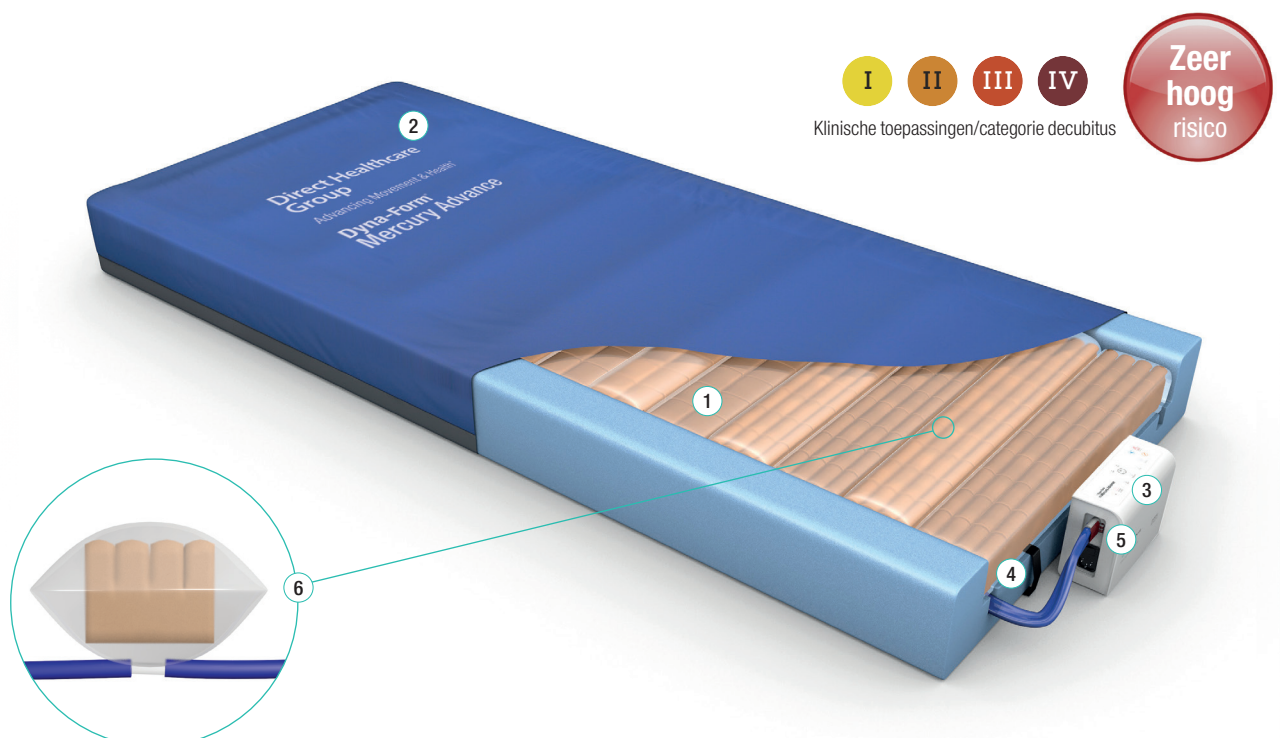 I II III IV
Klinische toepassingen/categorie decubitus
Zeer
hoog
risico
2
Direct Healthcare
Group
Advancing Movement & Health
Dyna-Form
Mercury Advance
1
3
5
4
6